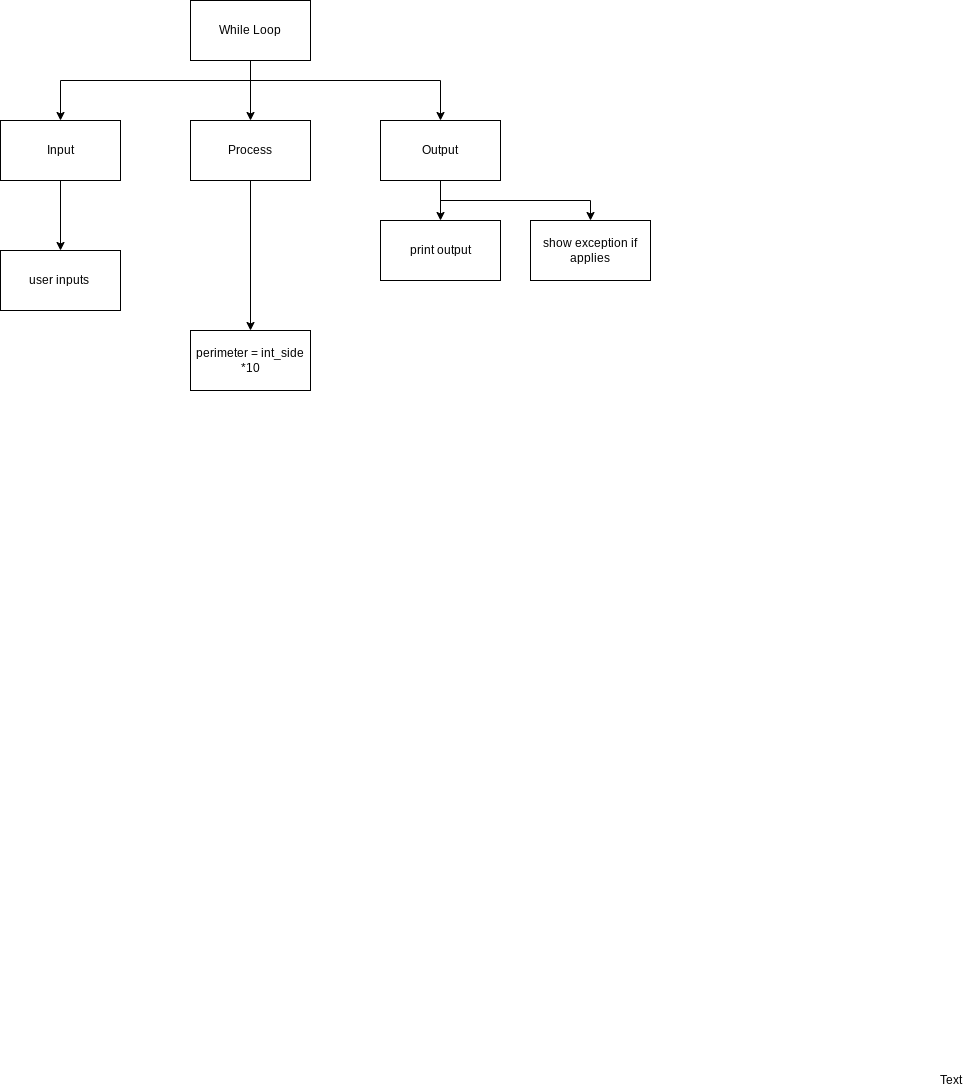 While Loop
Input
Process
Output
print output
show exception if
applies
user inputs
perimeter = int_side
*10
Text